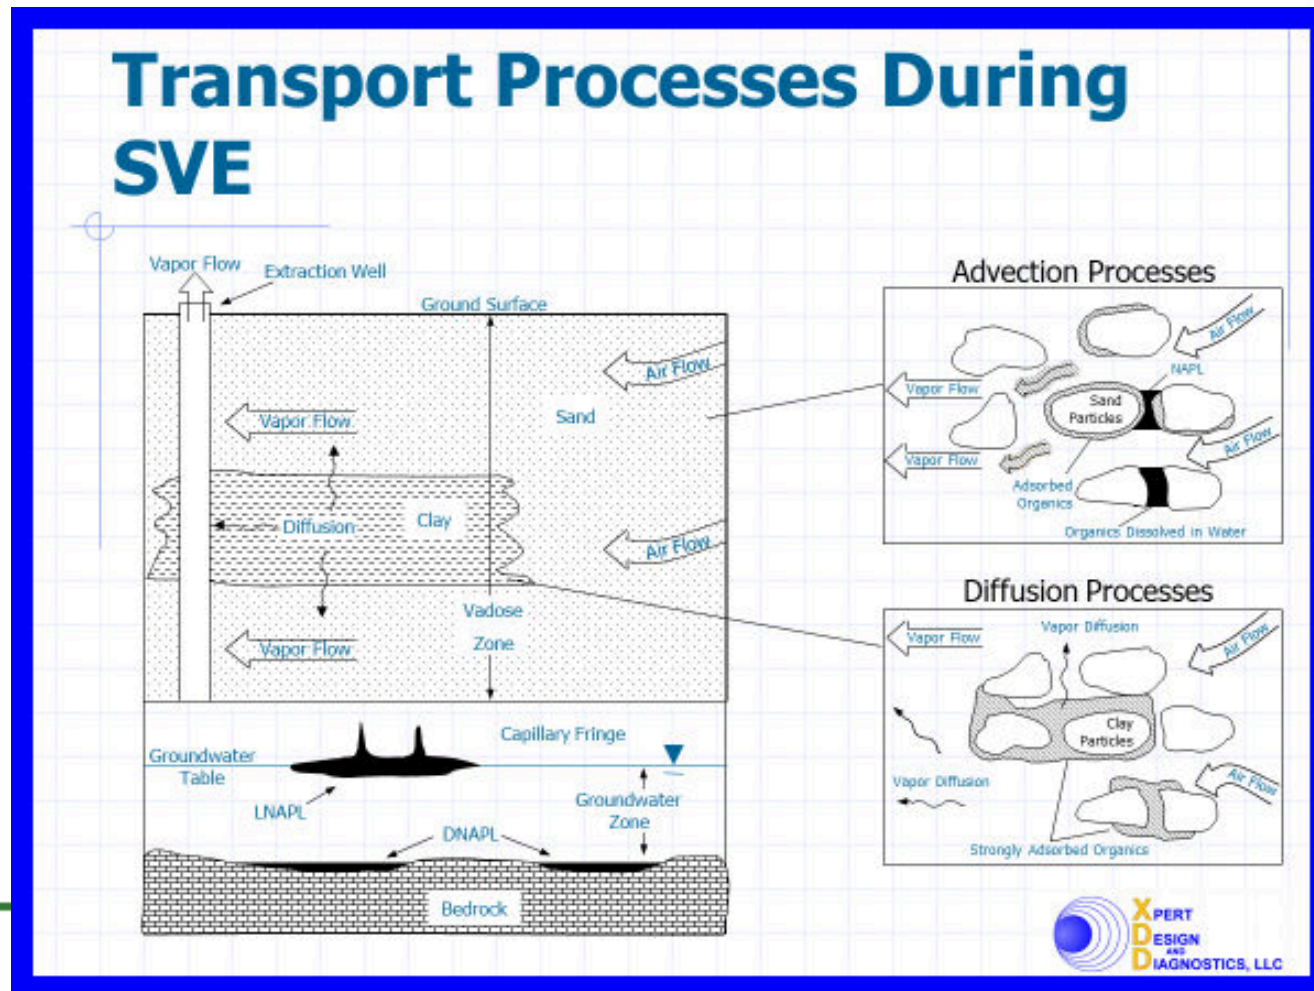 Transport Processes During
SVE
Vapor Flow
Extraction Well
Ground Surface
Air Flow
Vapor Flow
Sand
Diffusion
Clay
Air Flow
Vadose
Zone
Vapor Flow
Capillary Fringe
Groundwater
Table
LNAPL
Groundwater
Zone
DNAPL
Bedrock
Advection Processes
Air Flow
NAPL
Vapor Flow
Sand
Particles
Air Flow
Vapor Flow
Adsorbed
Organics
Organics Dissolved in Water
Diffusion Processes
Vapor Flow
Vapor Diffusion
Air Flow
Clay
Particles
Vapor Diffusion
Air Flow
Strongly Adsorbed Organics
XPERT
DESIGN
AND
DIAGNOSTICS, LLC